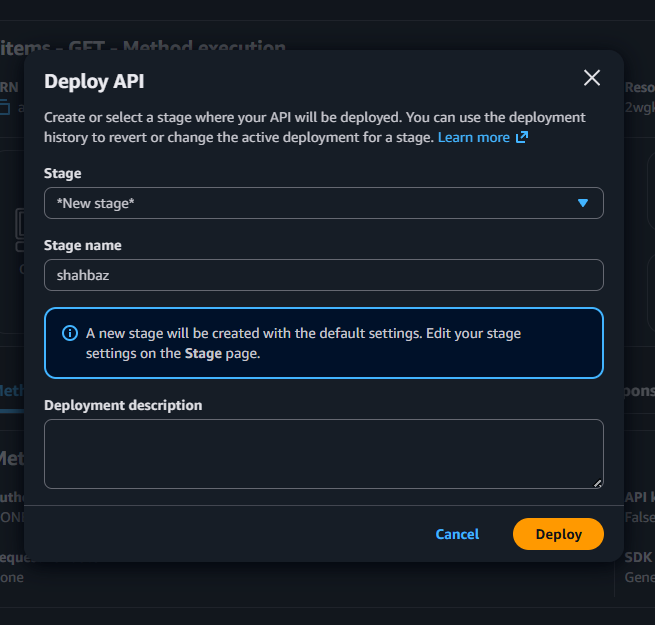 items - GET - Method execution
Deploy API
Create or select a stage where your API will be deployed. You can use the deployment
history to revert or change the active deployment for a stage. Learn more
Stage
*New stage*
Stage name
shahbaz
A new stage will be created with the default settings. Edit your stage
settings on the Stage page.
Deployment description
Cancel
Deploy
False
SDK